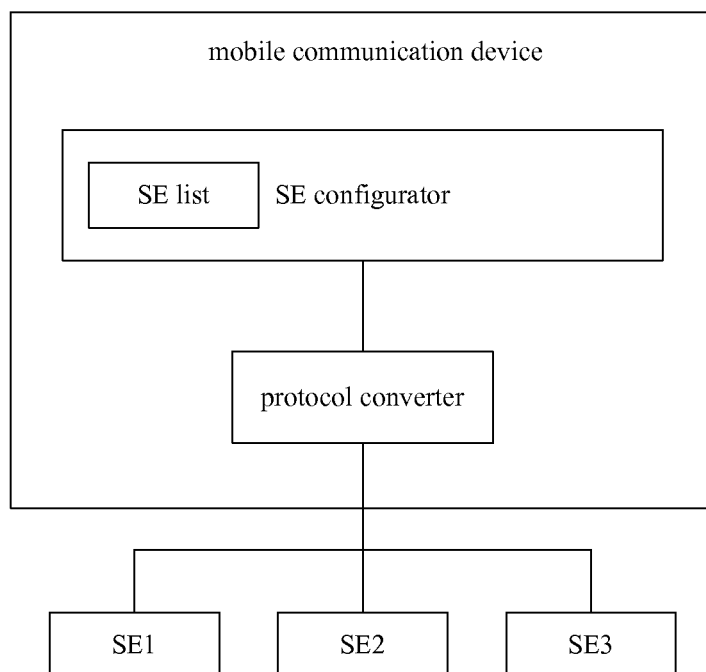 mobile communication device
SE list
SE configurator
protocol converter
SE1
SE2
SE3